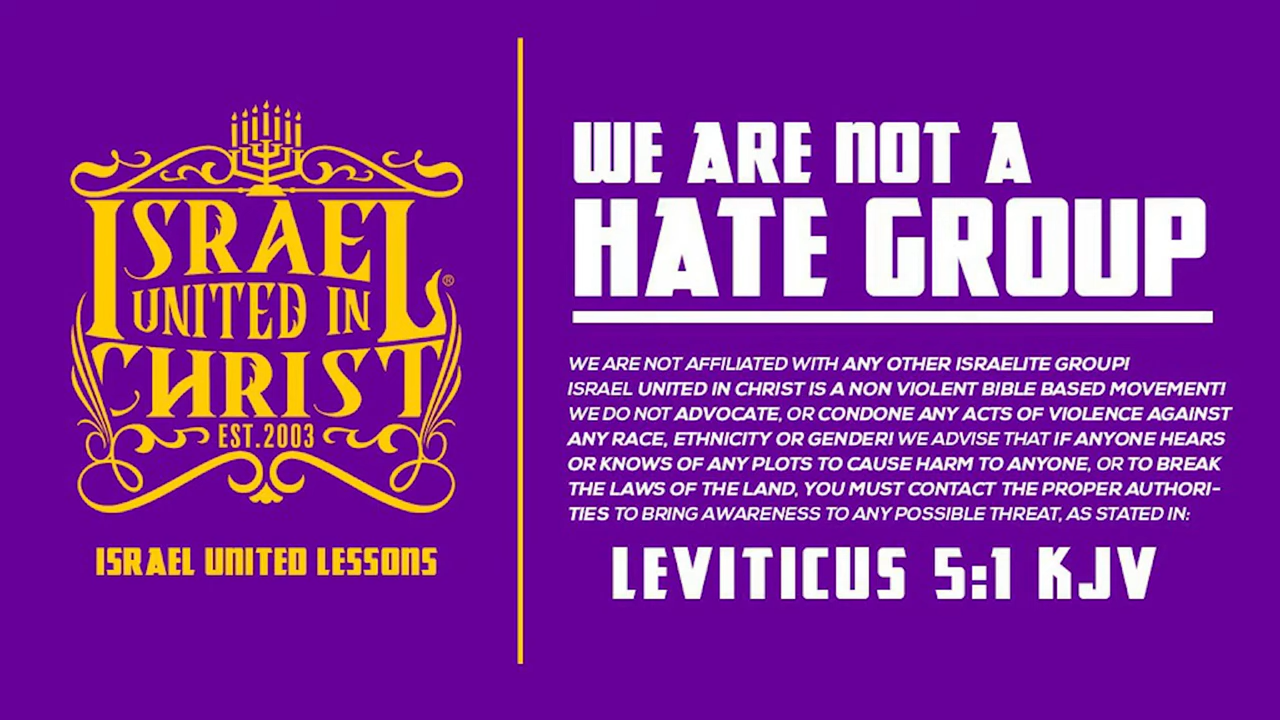 ISRAEL
UNITED IN
CHRIST
®
EST.2003
ISRAEL UNITED LESSONS
WE ARE NOT A
HATE GROUP
WE ARE NOT AFFILIATED WITH ANY OTHER ISRAELITE GROUP!
ISRAEL UNITED IN CHRIST IS A NON VIOLENT BIBLE BASED MOVEMENT!
WE DO NOT ADVOCATE, OR CONDONE ANY ACTS OF VIOLENCE AGAINST
ANY RACE, ETHNICITY OR GENDER! WE ADVISE THAT IF ANYONE HEARS
OR KNOWS OF ANY PLOTS TO CAUSE HARM TO ANYONE, OR TO BREAK
THE LAWS OF THE LAND, YOU MUST CONTACT THE PROPER AUTHORI-
TIES TO BRING AWARENESS TO ANY POSSIBLE THREAT, AS STATED IN:
LEVITICUS 5:1 KJV